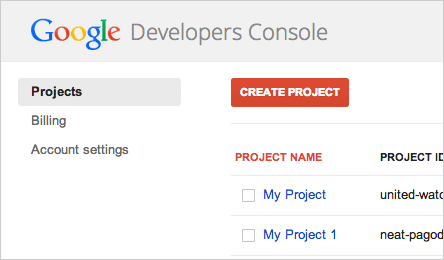 Google Developers Console
Projects
Billing
Account settings
CREATE PROJECT
PROJECT NAME PROJECT ID
My Project united-watc
My Project 1 neat-pagod